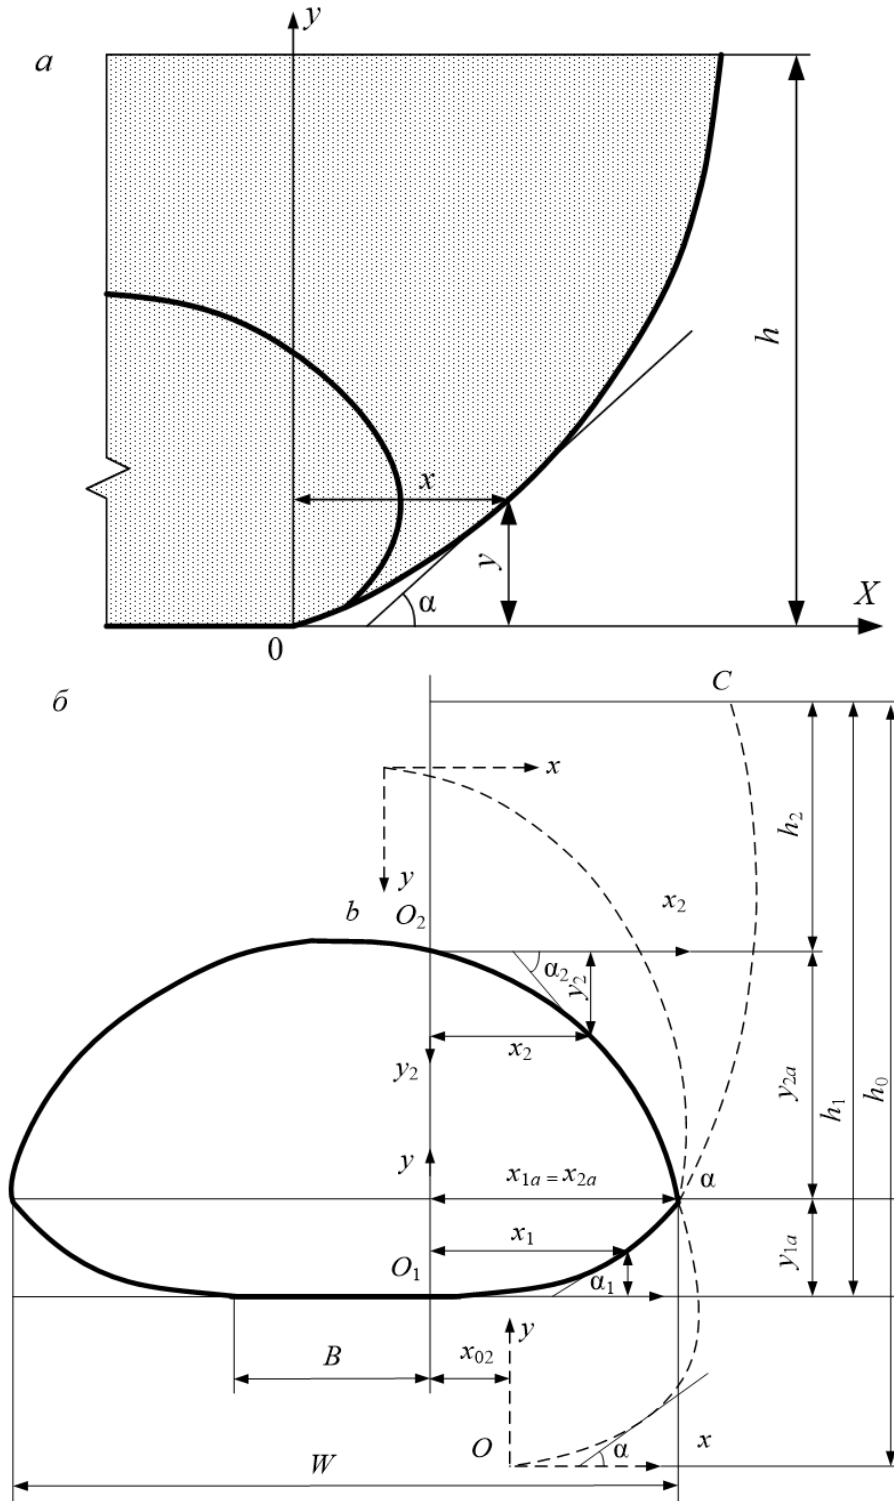 y
а
h
x
y
X
α
0
б
C
x
h₂
y
x₂
b
O₂
α₂
y₂
x₂
y₂
y₂ₐ
h₁
h₀
y
x₁ₐ = x₂ₐ
α
x₁
y₁ₐ
O₁
α₁
y
B
x₀₂
O
α
x
W